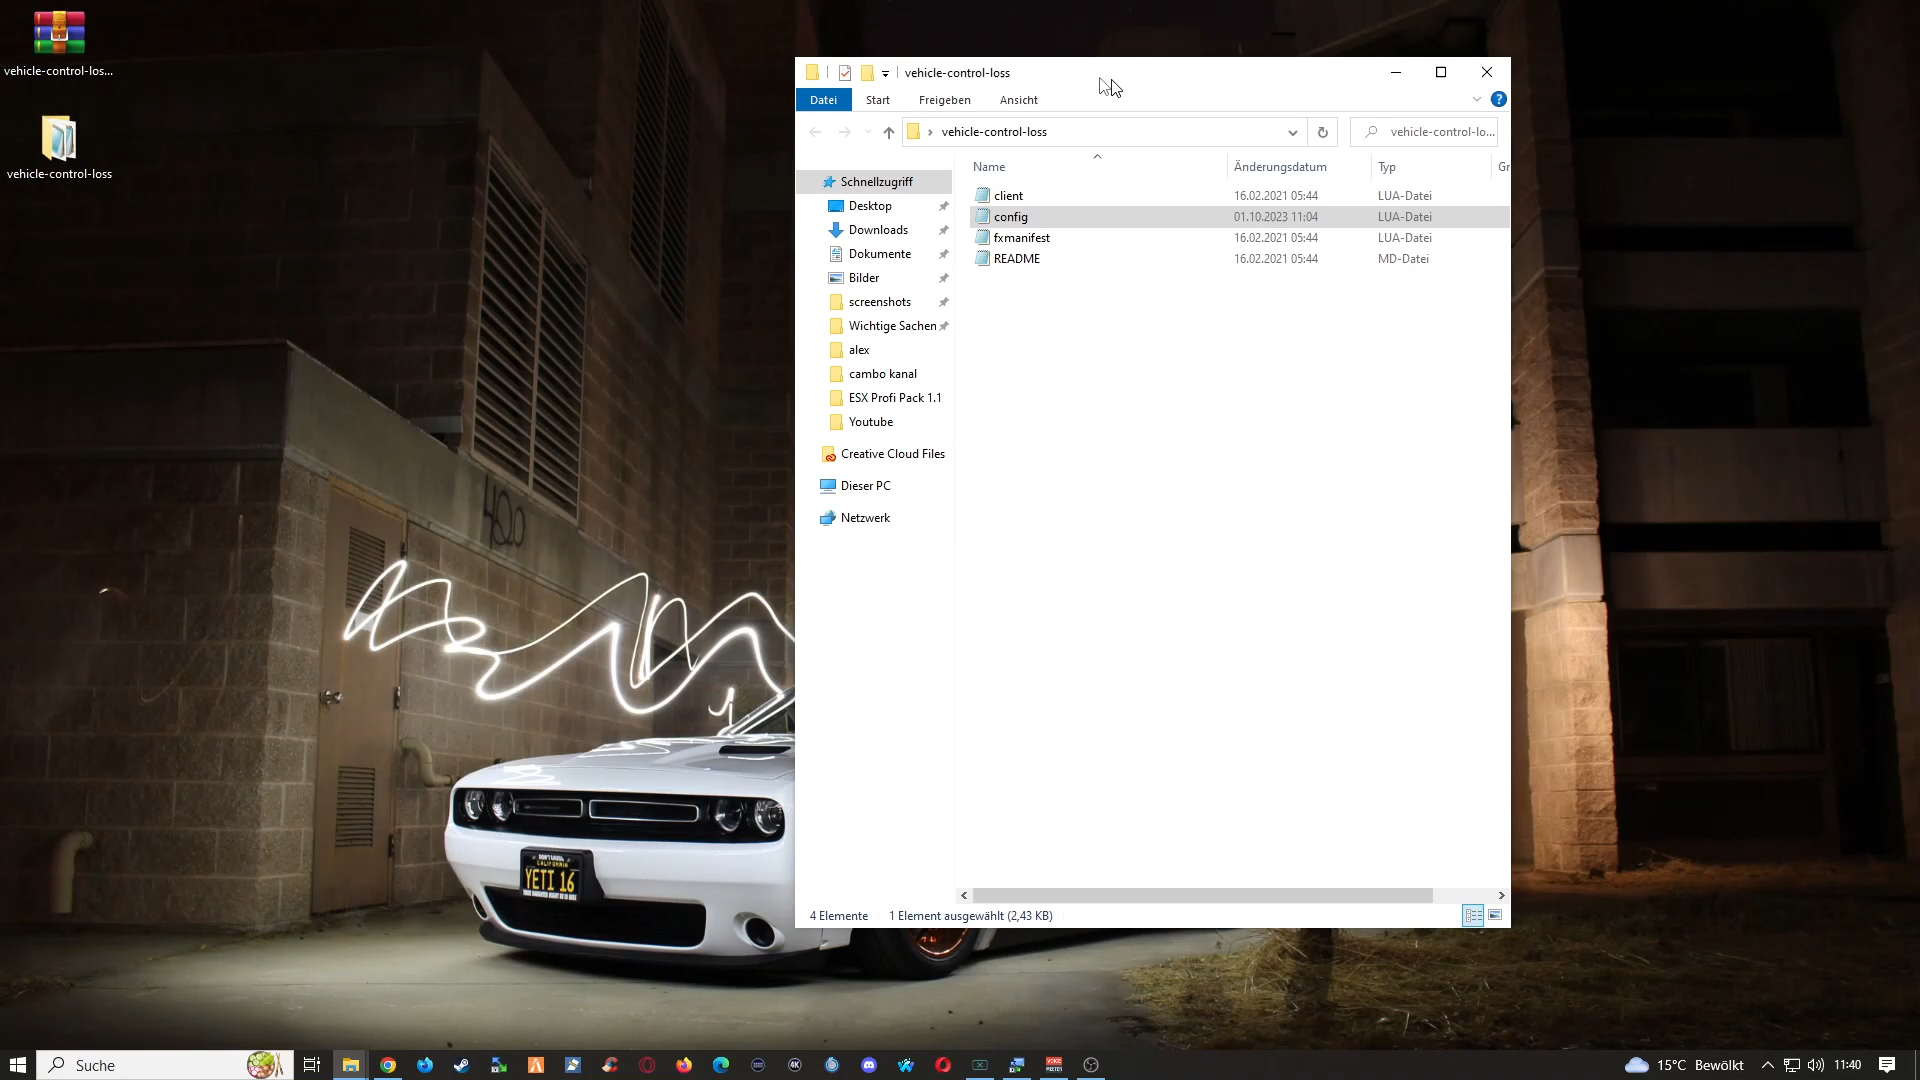 vehicle-control-los...
vehicle-control-loss
vehicle-control-loss
Datei
Start
Freigeben
Ansicht
?
vehicle-control-loss
vehicle-control-lo...
Name
Änderungsdatum
Typ
Gr
client
16.02.2021 05:44
LUA-Datei
config
01.10.2023 11:04
LUA-Datei
fxmanifest
16.02.2021 05:44
LUA-Datei
README
16.02.2021 05:44
MD-Datei
Schnellzugriff
Desktop
Downloads
Dokumente
Bilder
screenshots
Wichtige Sachen
alex
cambo kanal
ESX Profi Pack 1.1
Youtube
Creative Cloud Files
Dieser PC
Netzwerk
4 Elemente
1 Element ausgewählt (2,43 KB)
400
CALIFORNIA
YETI 16
Suche
4K
15°C Bewölkt
11:40